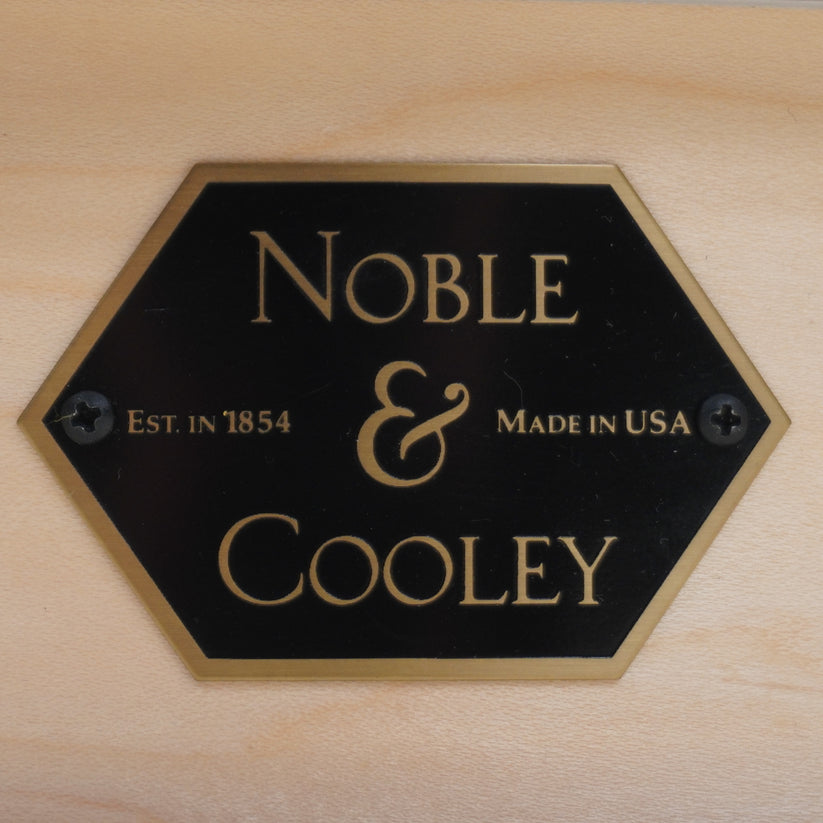 NOBLE
&
EST. IN 1854
MADE IN USA
COOLEY